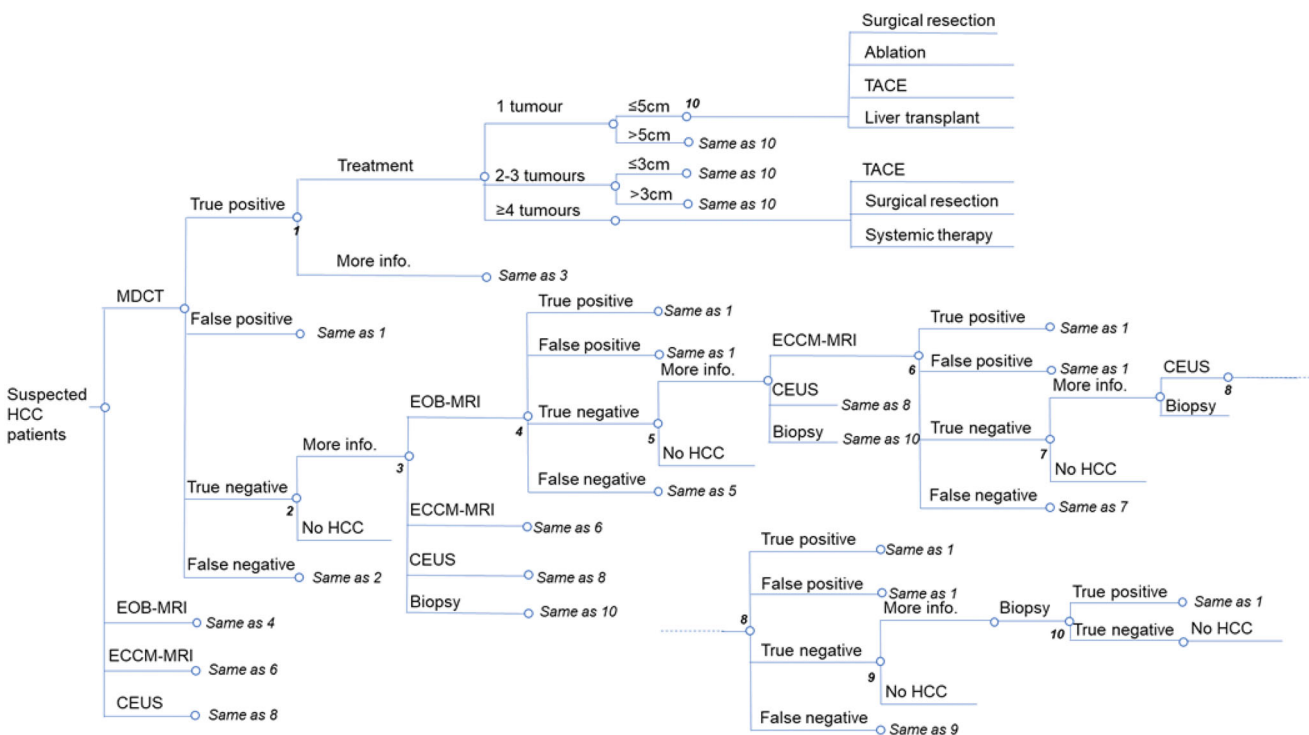 Surgical resection
Ablation
TACE
Liver transplant
1 tumour
≤5cm
10
>5cm
Same as 10
Treatment
2-3 tumours
≤3cm
Same as 10
>3cm
Same as 10
≥4 tumours
TACE
Surgical resection
Systemic therapy
True positive
1
More info.
Same as 3
MDCT
False positive
Same as 1
Suspected
HCC
patients
True negative
2
More info.
3
No HCC
False negative
Same as 2
EOB-MRI
4
True positive
Same as 1
False positive
Same as 1
True negative
5
More info.
No HCC
False negative
Same as 5
ECCM-MRI
6
CEUS
Same as 8
Biopsy
Same as 10
True positive
Same as 1
False positive
Same as 1
True negative
7
More info.
No HCC
False negative
Same as 7
CEUS
8
Biopsy
ECCM-MRI
Same as 6
CEUS
Same as 8
Biopsy
Same as 10
EOB-MRI
Same as 4
ECCM-MRI
Same as 6
CEUS
Same as 8
8
True positive
Same as 1
False positive
Same as 1
True negative
9
More info.
No HCC
False negative
Same as 9
Biopsy
10
True positive
Same as 1
True negative
No HCC